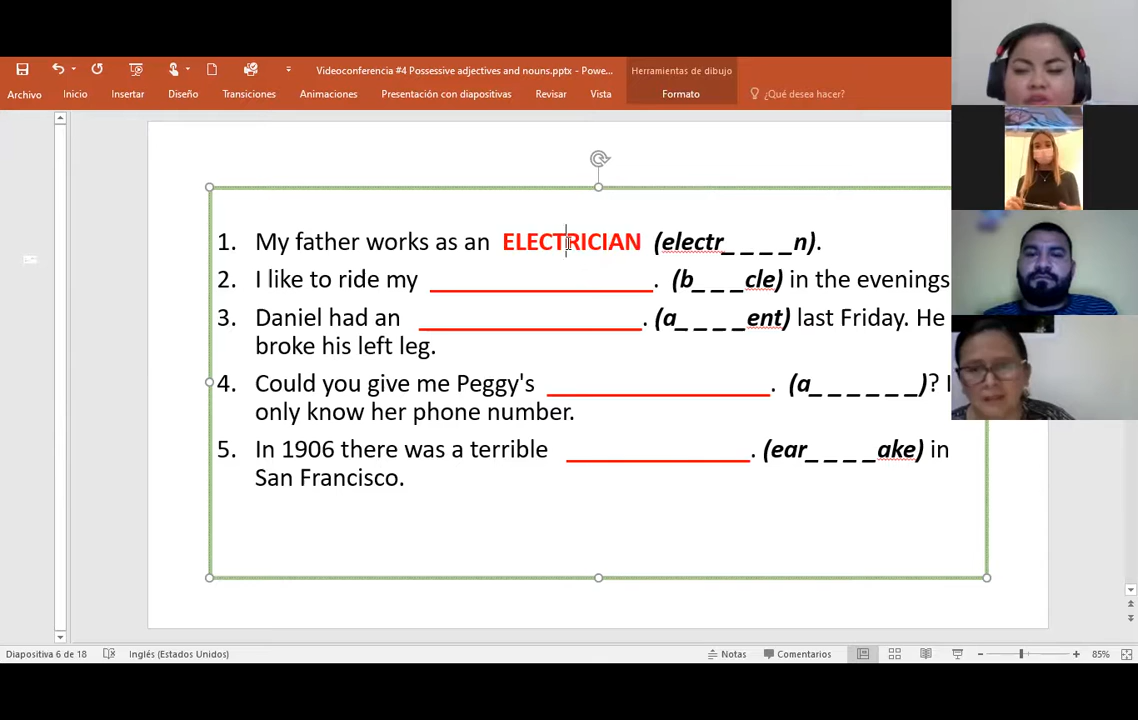 Videoconferencia #4 Possessive adjectives and nouns.pptx - Powe...
Herramientas de dibujo
Archivo Inicio Insertar Diseño Transiciones Animaciones Presentación con diapositivas Revisar Vista Formato ¿Qué desea hacer?
1. My father works as an ELECTRICIAN (electr_ _ _ _n).
2. I like to ride my ________________. (b_ _ _cle) in the evenings
3. Daniel had an ________________. (a_ _ _ _ent) last Friday. He
broke his left leg.
4. Could you give me Peggy's ________________. (a_ _ _ _ _ _)? I
only know her phone number.
5. In 1906 there was a terrible _____________. (ear_ _ _ _ake) in
San Francisco.
Diapositiva 6 de 18 Inglés (Estados Unidos) Notas Comentarios 85%